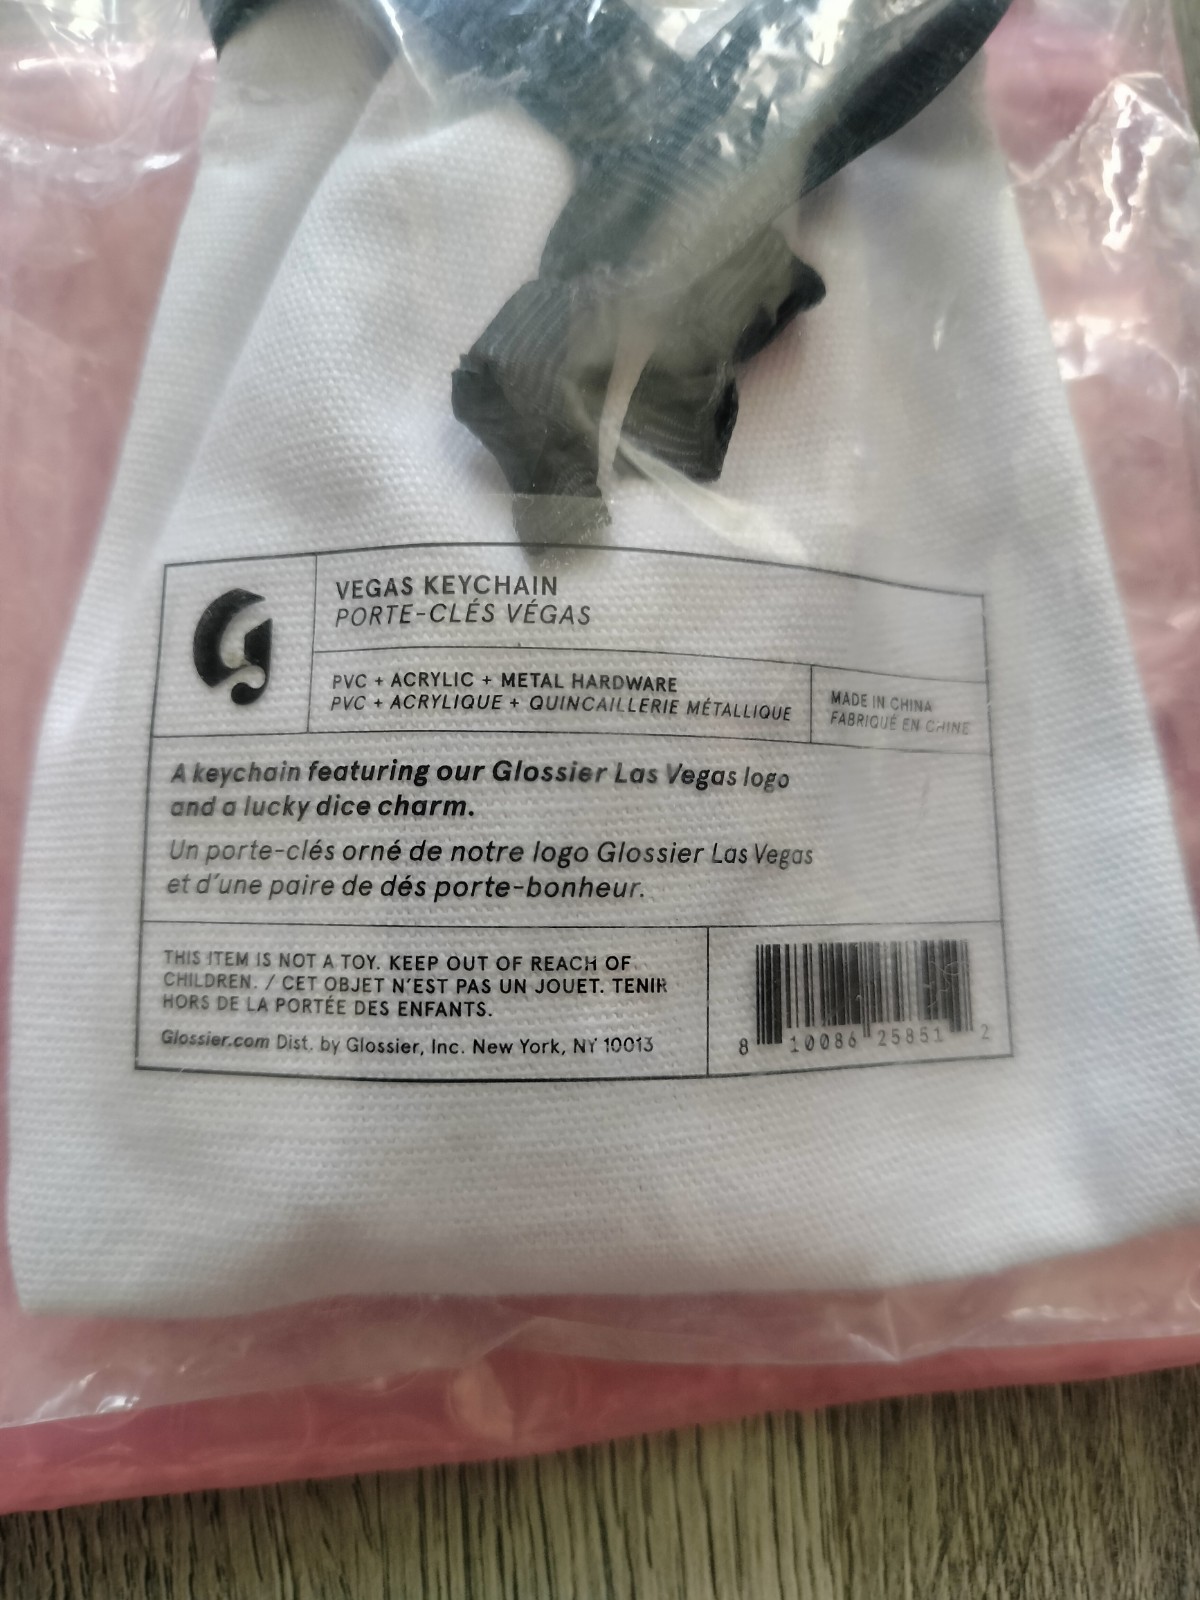 G
VEGAS KEYCHAIN
PORTE-CLÉS VÉGAS
PVC + ACRYLIC + METAL HARDWARE
PVC + ACRYLIQUE + QUINCAILLERIE MÉTALLIQUE
MADE IN CHINA
FABRIQUÉ EN CHINE
A keychain featuring our Glossier Las Vegas logo
and a lucky dice charm.
Un porte-clés orné de notre logo Glossier Las Vegas
et d'une paire de dés porte-bonheur.
THIS ITEM IS NOT A TOY. KEEP OUT OF REACH OF
CHILDREN. / CET OBJET N'EST PAS UN JOUET. TENIR
HORS DE LA PORTÉE DES ENFANTS.
Glossier.com Dist. by Glossier, Inc. New York, NY 10013
8 10086 25851 2